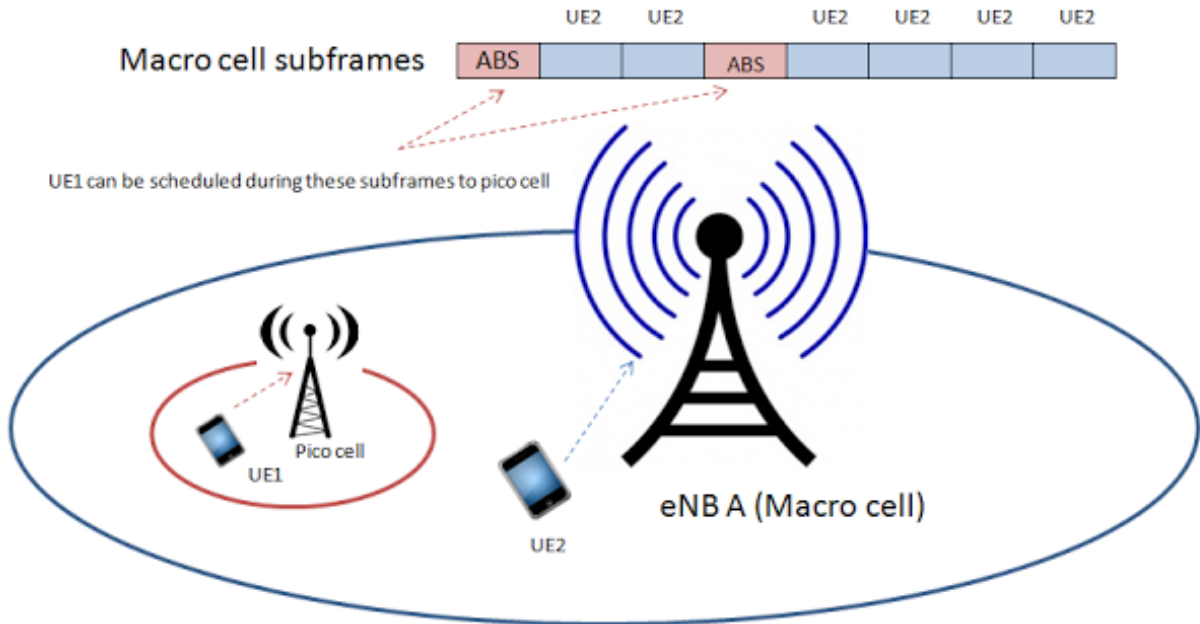 UE2 UE2 UE2 UE2 UE2 UE2
Macro cell subframes ABS ABS
UE1 can be scheduled during these subframes to pico cell
Pico cell
UE1
eNB A (Macro cell)
UE2